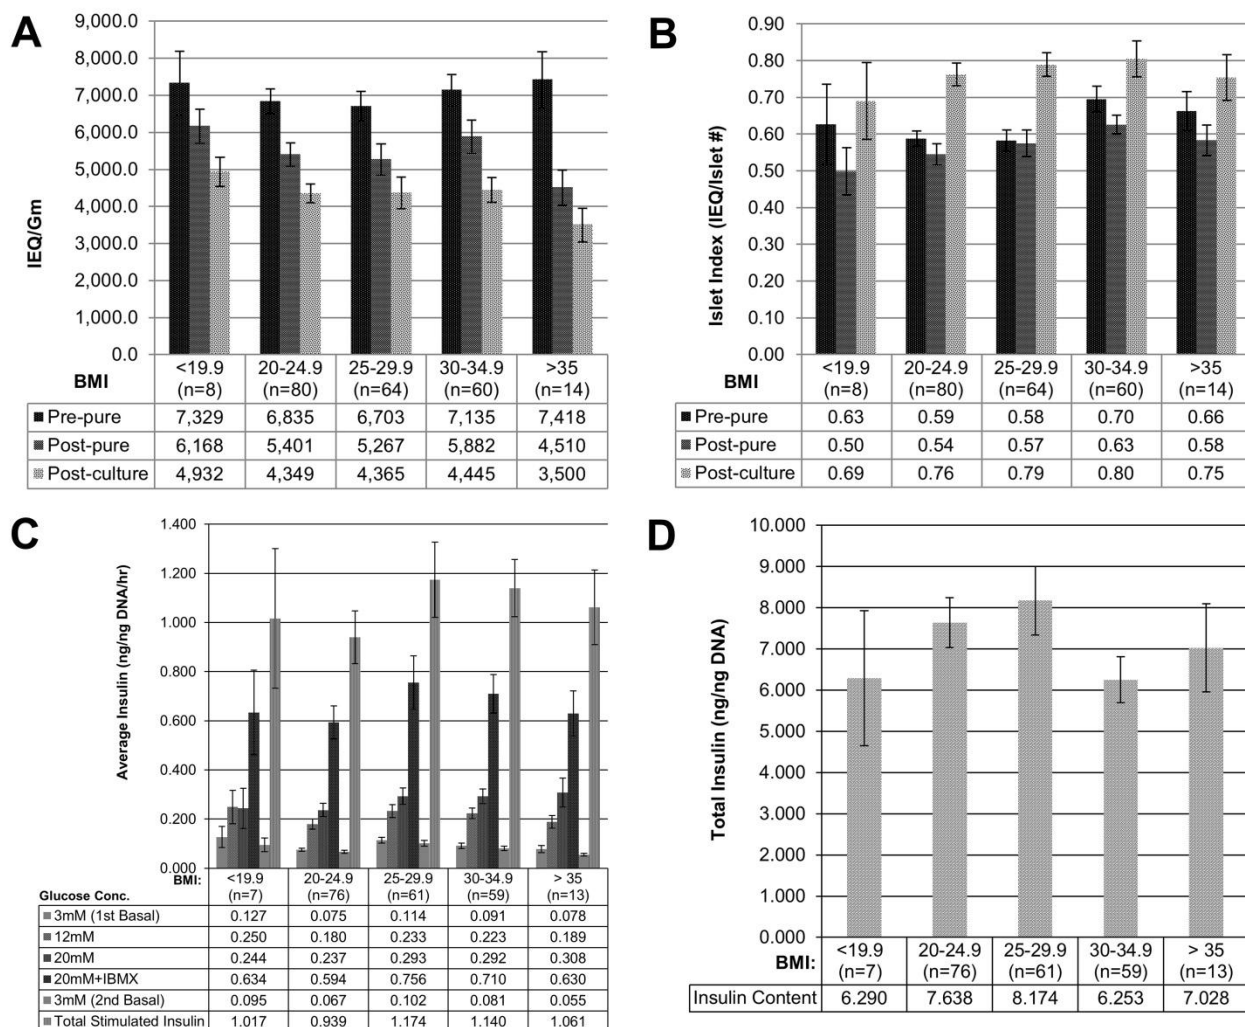 A
IEQ/Gm
9,000.0
8,000.0
7,000.0
6,000.0
5,000.0
4,000.0
3,000.0
2,000.0
1,000.0
0.0
BMI
<19.9 20-24.9 25-29.9 30-34.9 >35
(n=8) (n=80) (n=64) (n=60) (n=14)
Pre-pure 7,329 6,835 6,703 7,135 7,418
Post-pure 6,168 5,401 5,267 5,882 4,510
Post-culture 4,932 4,349 4,365 4,445 3,500
B
Islet Index (IEQ/Islet #)
0.90
0.80
0.70
0.60
0.50
0.40
0.30
0.20
0.10
0.00
BMI
<19.9 20-24.9 25-29.9 30-34.9 >35
(n=8) (n=80) (n=64) (n=60) (n=14)
Pre-pure 0.63 0.59 0.58 0.70 0.66
Post-pure 0.50 0.54 0.57 0.63 0.58
Post-culture 0.69 0.76 0.79 0.80 0.75
C
Average Insulin (ng/ng DNA/hr)
1.400
1.200
1.000
0.800
0.600
0.400
0.200
0.000
BMI: <19.9 20-24.9 25-29.9 30-34.9 > 35
Glucose Conc. (n=7) (n=76) (n=61) (n=59) (n=13)
3mM (1st Basal) 0.127 0.075 0.114 0.091 0.078
12mM 0.250 0.180 0.233 0.223 0.189
20mM 0.244 0.237 0.293 0.292 0.308
20mM+IBMX 0.634 0.594 0.756 0.710 0.630
3mM (2nd Basal) 0.095 0.067 0.102 0.081 0.055
Total Stimulated Insulin 1.017 0.939 1.174 1.140 1.061
D
Total Insulin (ng/ng DNA)
10.000
9.000
8.000
7.000
6.000
5.000
4.000
3.000
2.000
1.000
0.000
BMI:
<19.9 20-24.9 25-29.9 30-34.9 > 35
(n=7) (n=76) (n=61) (n=59) (n=13)
Insulin Content 6.290 7.638 8.174 6.253 7.028